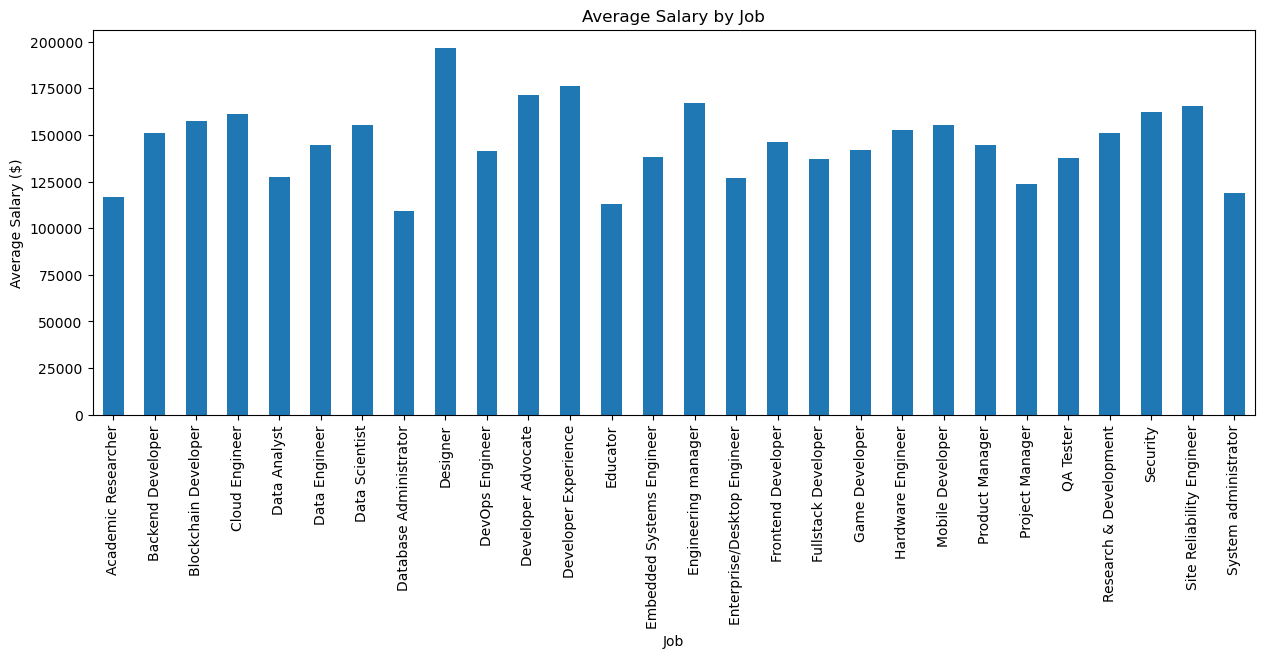 Average Salary by Job
Average Salary ($)
200000
175000
150000
125000
100000
75000
50000
25000
0
Academic Researcher
Backend Developer
Blockchain Developer
Cloud Engineer
Data Analyst
Data Engineer
Data Scientist
Database Administrator
Designer
DevOps Engineer
Developer Advocate
Developer Experience
Educator
Embedded Systems Engineer
Engineering manager
Enterprise/Desktop Engineer
Frontend Developer
Fullstack Developer
Game Developer
Hardware Engineer
Mobile Developer
Product Manager
Project Manager
QA Tester
Research & Development
Security
Site Reliability Engineer
System administrator
Job